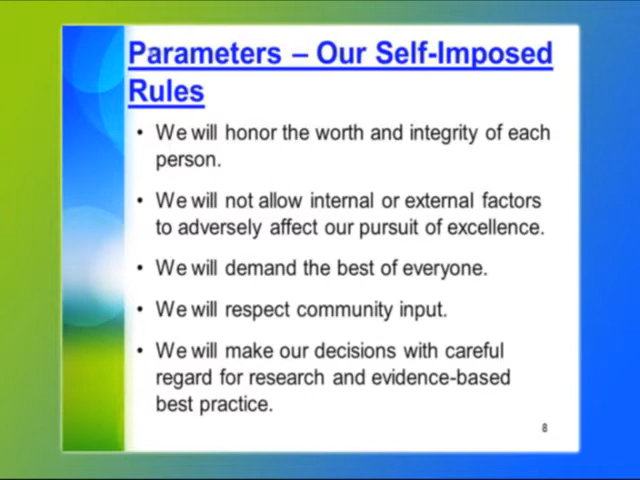 Parameters – Our Self-Imposed
Rules
• We will honor the worth and integrity of each
person.
• We will not allow internal or external factors
to adversely affect our pursuit of excellence.
• We will demand the best of everyone.
• We will respect community input.
• We will make our decisions with careful
regard for research and evidence-based
best practice.
8